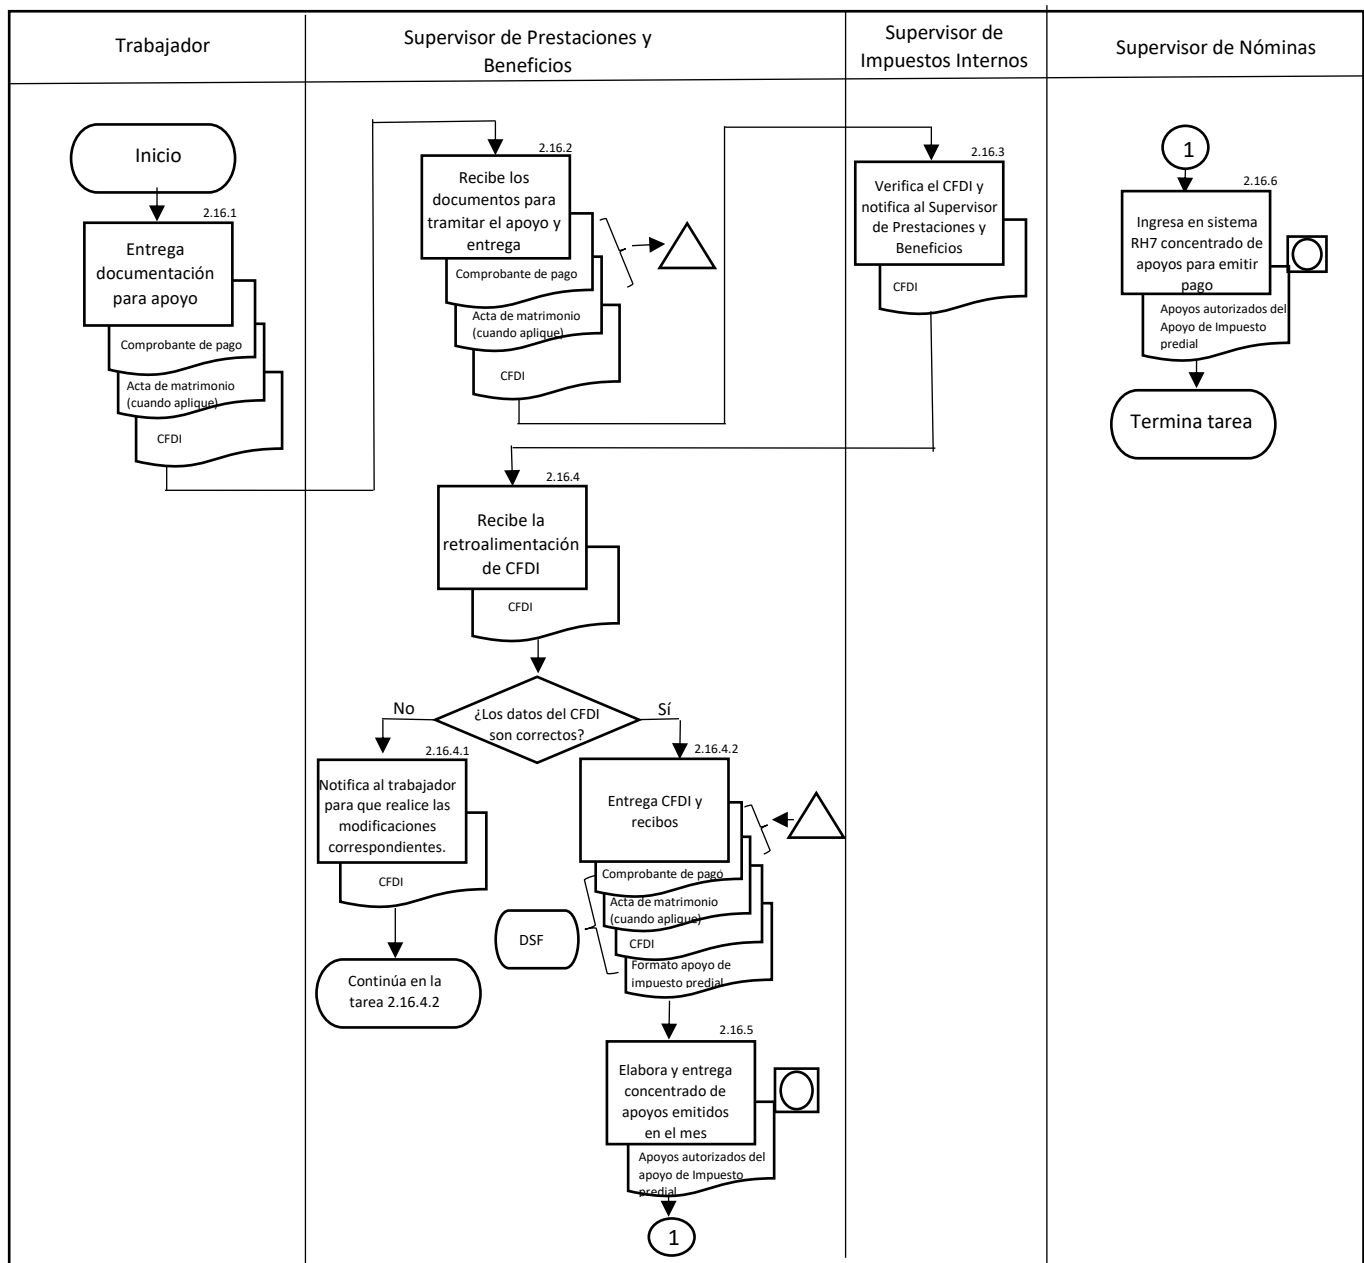 Trabajador
Supervisor de Prestaciones y
Beneficios
Supervisor de
Impuestos Internos
Supervisor de Nóminas
Inicio
2.16.1
Entrega
documentación
para apoyo
Comprobante de pago
Acta de matrimonio
(cuando aplique)
CFDI
2.16.2
Recibe los
documentos para
tramitar el apoyo y
entrega
Comprobante de pago
Acta de matrimonio
(cuando aplique)
CFDI
2.16.3
Verifica el CFDI y
notifica al Supervisor
de Prestaciones y
Beneficios
CFDI
2.16.4
Recibe la
retroalimentación
de CFDI
CFDI
¿Los datos del CFDI
son correctos?
No
Sí
2.16.4.1
Notifica al trabajador
para que realice las
modificaciones
correspondientes.
CFDI
Continúa en la
tarea 2.16.4.2
2.16.4.2
Entrega CFDI y
recibos
Comprobante de pago
Acta de matrimonio
(cuando aplique)
CFDI
Formato apoyo de
impuesto predial
DSF
2.16.5
Elabora y entrega
concentrado de
apoyos emitidos
en el mes
Apoyos autorizados del
apoyo de Impuesto
predial
1
1
2.16.6
Ingresa en sistema
RH7 concentrado de
apoyos para emitir
pago
Apoyos autorizados del
Apoyo de Impuesto
predial
Termina tarea